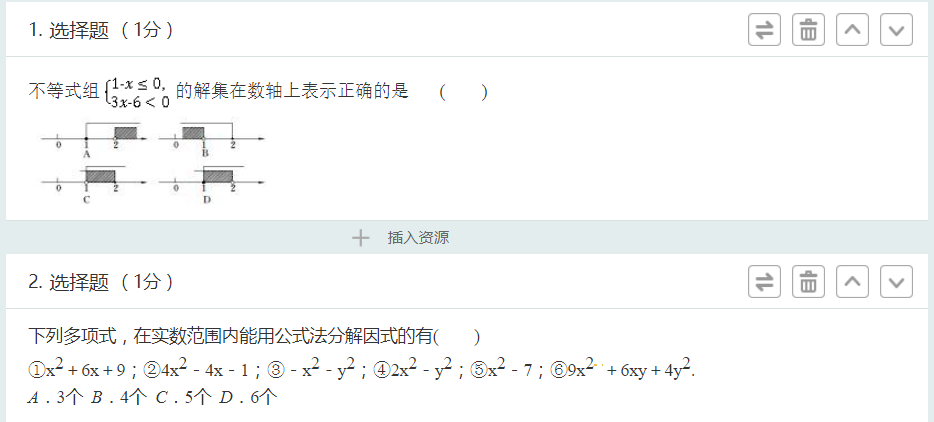 1. 选择题 （1分）
不等式组{1-x ≤ 0, 3x-6 < 0 的解集在数轴上表示正确的是 ( )
0 1 2 0 1 2
A B
0 1 2 0 1 2
C D
插入资源
2. 选择题 （1分）
下列多项式，在实数范围内能用公式法分解因式的有( )
①x²+6x+9；②4x²-4x-1；③-x²-y²；④2x²-y²；⑤x²-7；⑥9x²+6xy+4y².
A．3个 B．4个 C．5个 D．6个